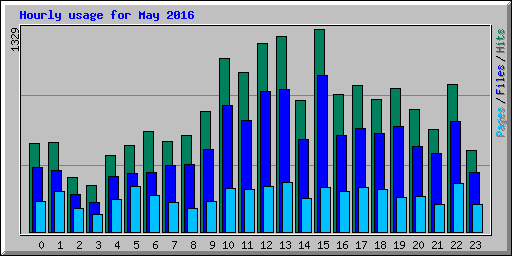 Hourly usage for May 2016
1329
Pages / Files / Hits
0 1 2 3 4 5 6 7 8 9 10 11 12 13 14 15 16 17 18 19 20 21 22 23